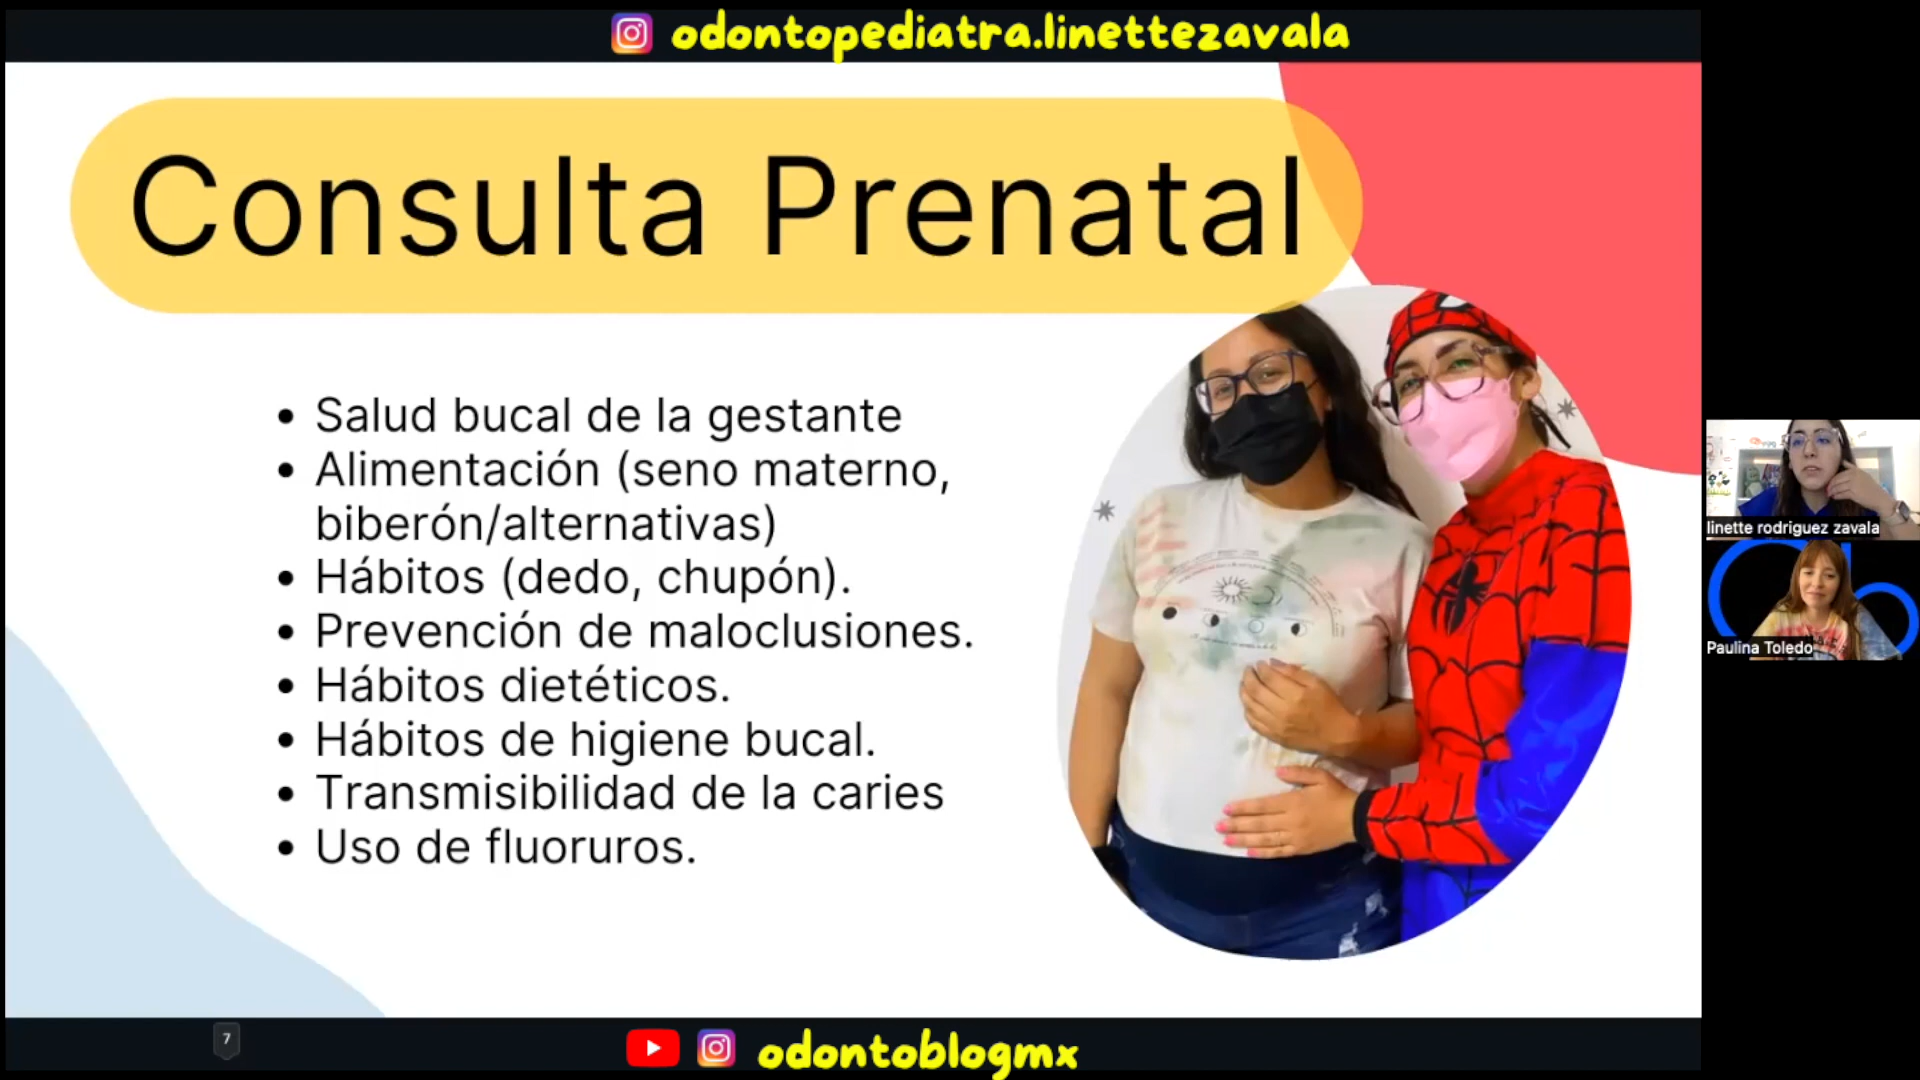 odontopediatra.linettezavala
Consulta Prenatal
• Salud bucal de la gestante
• Alimentación (seno materno,
biberón/alternativas)
• Hábitos (dedo, chupón).
• Prevención de maloclusiones.
• Hábitos dietéticos.
• Hábitos de higiene bucal.
• Transmisibilidad de la caries
• Uso de fluoruros.
linette rodriguez zavala
Paulina Toledo
7
odontoblogmx